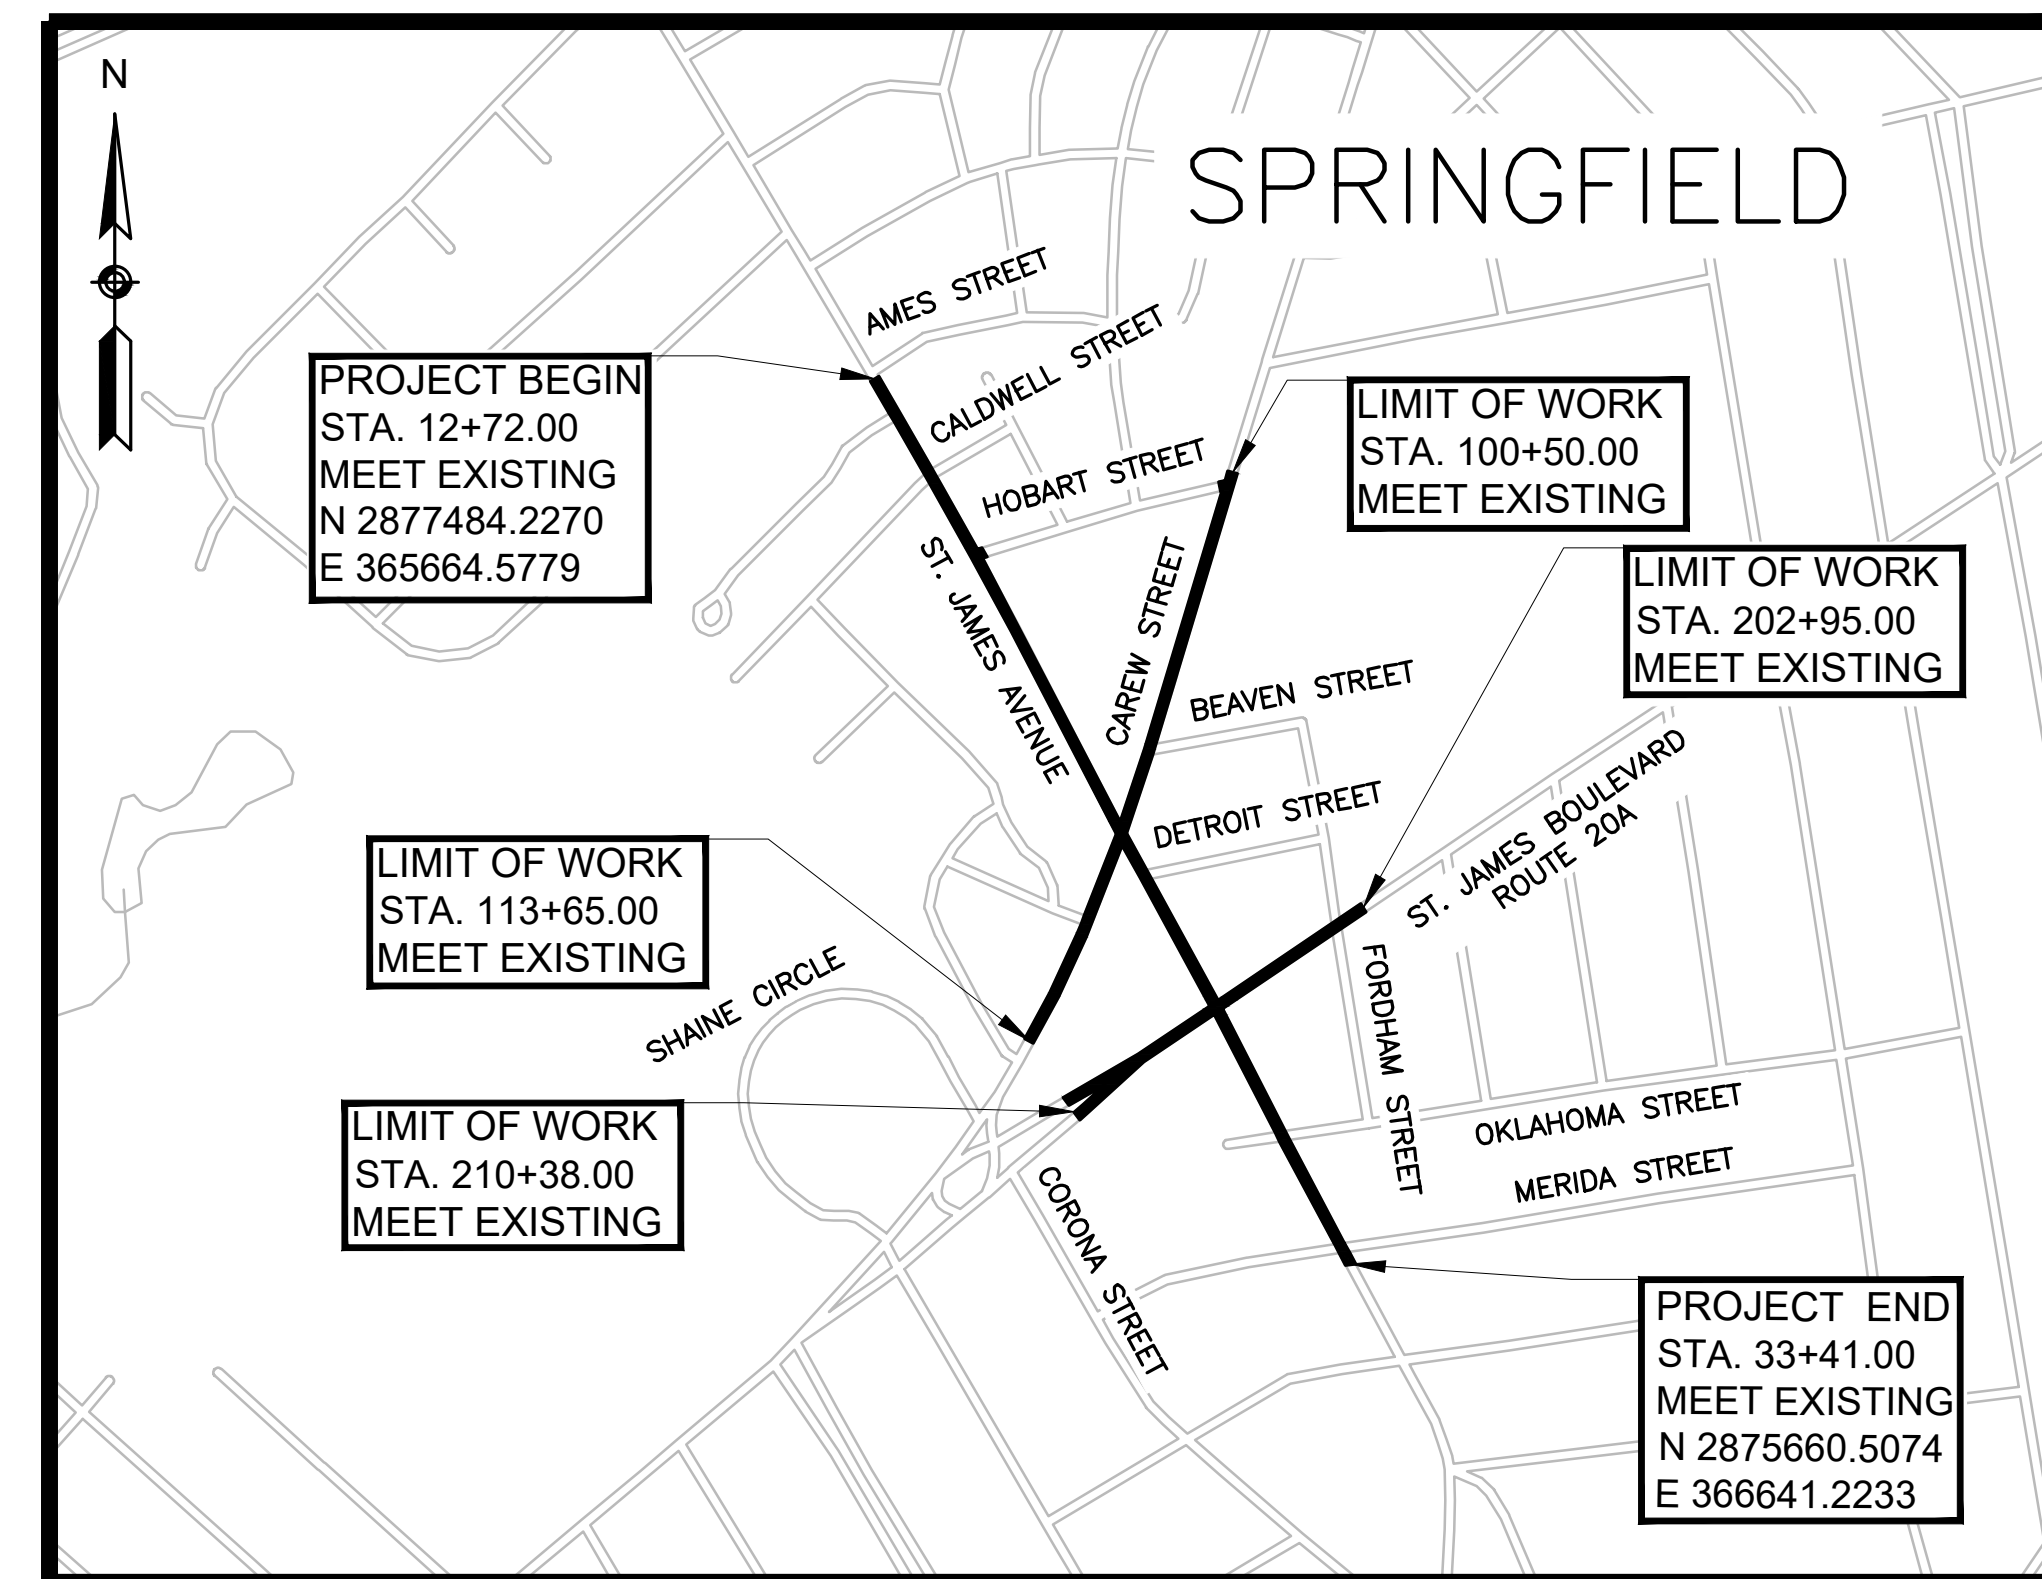 N
SPRINGFIELD
AMES STREET
CALDWELL STREET
PROJECT BEGIN
STA. 12+72.00
MEET EXISTING
N 2877484.2270
E 365664.5779
LIMIT OF WORK
STA. 100+50.00
MEET EXISTING
HOBART STREET
ST. JAMES AVENUE
CAREW STREET
LIMIT OF WORK
STA. 202+95.00
MEET EXISTING
BEAVEN STREET
DETROIT STREET
ST. JAMES BOULEVARD
ROUTE 20A
LIMIT OF WORK
STA. 113+65.00
MEET EXISTING
SHAINE CIRCLE
FORDHAM STREET
LIMIT OF WORK
STA. 210+38.00
MEET EXISTING
OKLAHOMA STREET
MERIDA STREET
CORONA STREET
PROJECT END
STA. 33+41.00
MEET EXISTING
N 2875660.5074
E 366641.2233